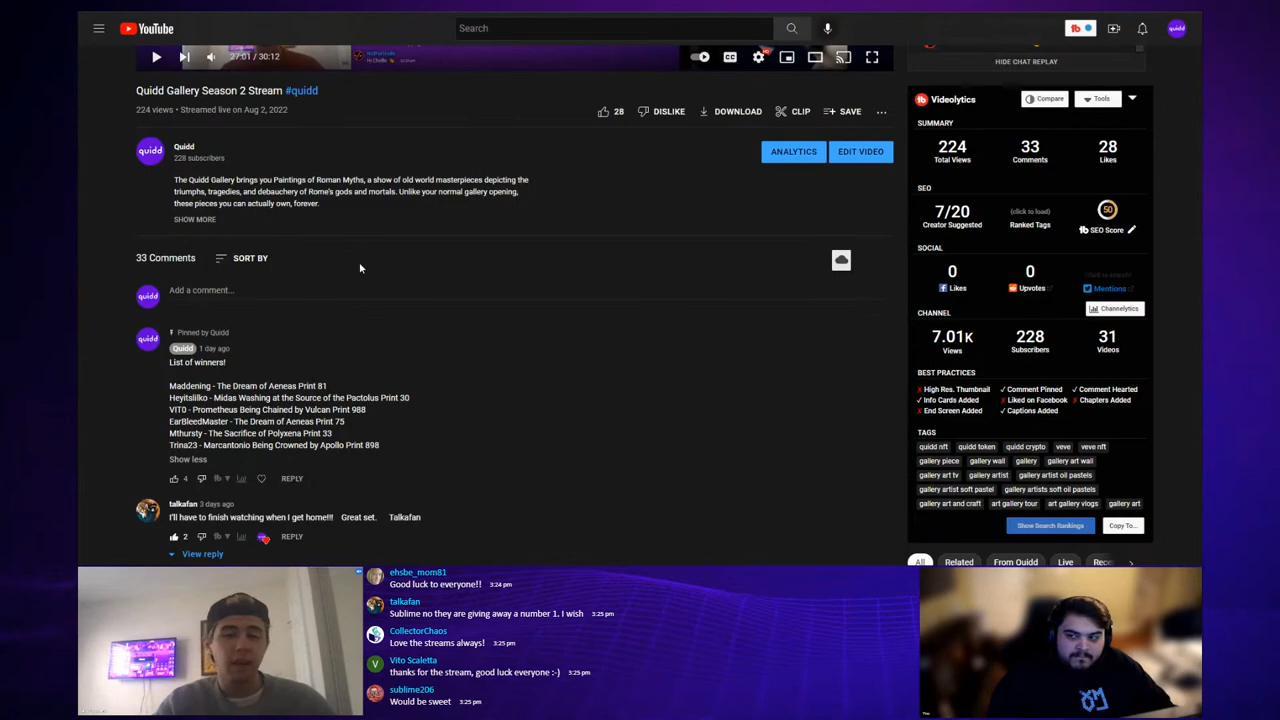 YouTube
Search
27:01 / 30:12
HIDE CHAT REPLAY
Quidd Gallery Season 2 Stream #quidd
224 views • Streamed live on Aug 2, 2022
28 DISLIKE DOWNLOAD CLIP SAVE
Quidd
228 subscribers
ANALYTICS EDIT VIDEO
The Quidd Gallery brings you Paintings of Roman Myths, a show of old world masterpieces depicting the
triumphs, tragedies, and debauchery of Rome's gods and mortals. Unlike your normal gallery opening,
these pieces you can actually own, forever.
SHOW MORE
33 Comments SORT BY
Add a comment...
Pinned by Quidd
Quidd 1 day ago
List of winners!
Maddening - The Dream of Aeneas Print 81
Heyitslilko - Midas Washing at the Source of the Pactolus Print 30
VIT0 - Prometheus Being Chained by Vulcan Print 988
EarBleedMaster - The Dream of Aeneas Print 75
Mthursty - The Sacrifice of Polyxena Print 33
Trina23 - Marcantonio Being Crowned by Apollo Print 898
Show less
4 REPLY
talkafan 3 days ago
I'll have to finish watching when I get home!!! Great set. Talkafan
2 REPLY
View reply
Videolytics Compare Tools
SUMMARY
224 33 28
Total Views Comments Likes
SEO
7/20 (click to load) 50
Creator Suggested Ranked Tags SEO Score
SOCIAL
0 0
Likes Upvotes Mentions
CHANNEL Channelytics
7.01K 228 31
Views Subscribers Videos
BEST PRACTICES
High Res. Thumbnail Comment Pinned Comment Hearted
Info Cards Added Liked on Facebook Chapters Added
End Screen Added Captions Added
TAGS
quidd nft quidd token quidd crypto veve veve nft
gallery piece gallery wall gallery gallery art wall
gallery art tv gallery artist gallery artist oil pastels
gallery artist soft pastel gallery artists soft oil pastels
gallery art and craft art gallery tour art gallery vlogs gallery art
Show Search Rankings Copy To...
All Related From Quidd Live Rece
ehsbe_mom81
Good luck to everyone!! 3:24 pm
talkafan
Sublime no they are giving away a number 1. I wish 3:25 pm
CollectorChaos
Love the streams always! 3:25 pm
Vito Scaletta
thanks for the stream, good luck everyone :-) 3:25 pm
sublime206
Would be sweet 3:25 pm